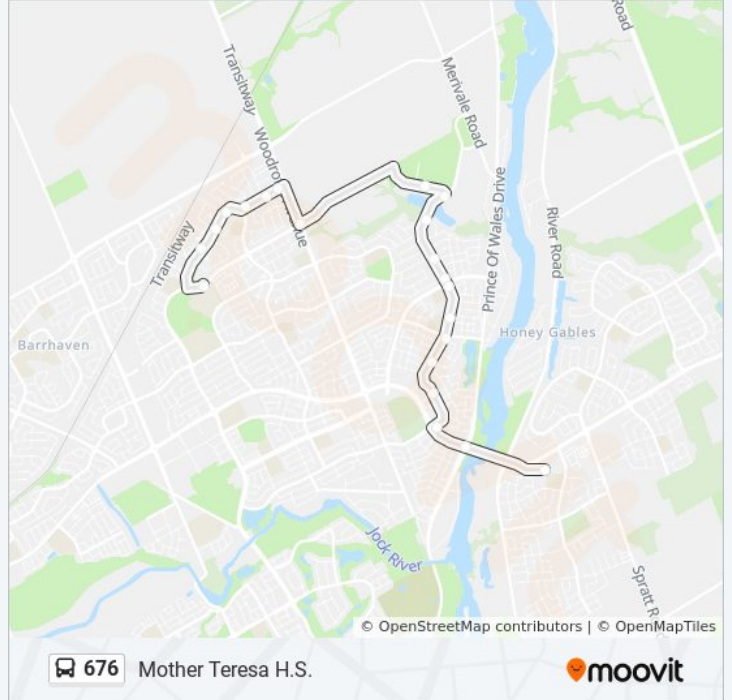 Road
Transitway
Merivale Road
Woodro
nue
Prince Of Wales Drive
River Road
Transitway
Honey Gables
Barrhaven
Jock River
Spratt R
© OpenStreetMap contributors | © OpenMapTiles
676 Mother Teresa H.S.
moovit